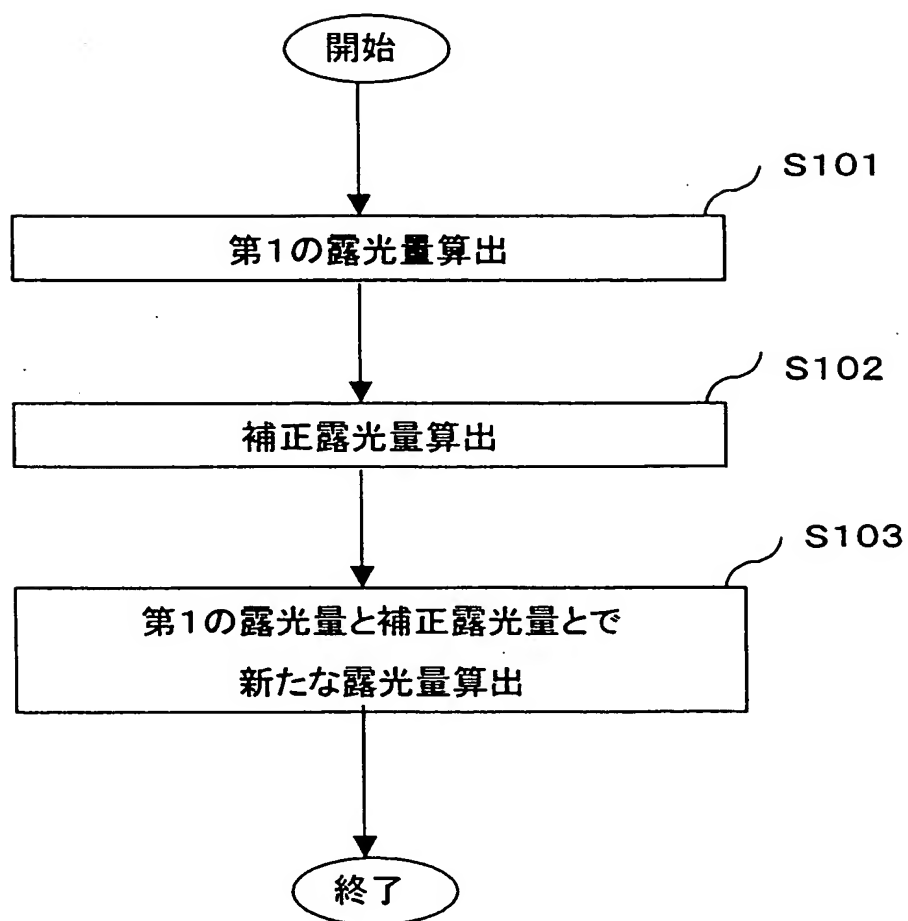 開始
S101
第1の露光量算出
S102
補正露光量算出
S103
第1の露光量と補正露光量とで
新たな露光量算出
終了